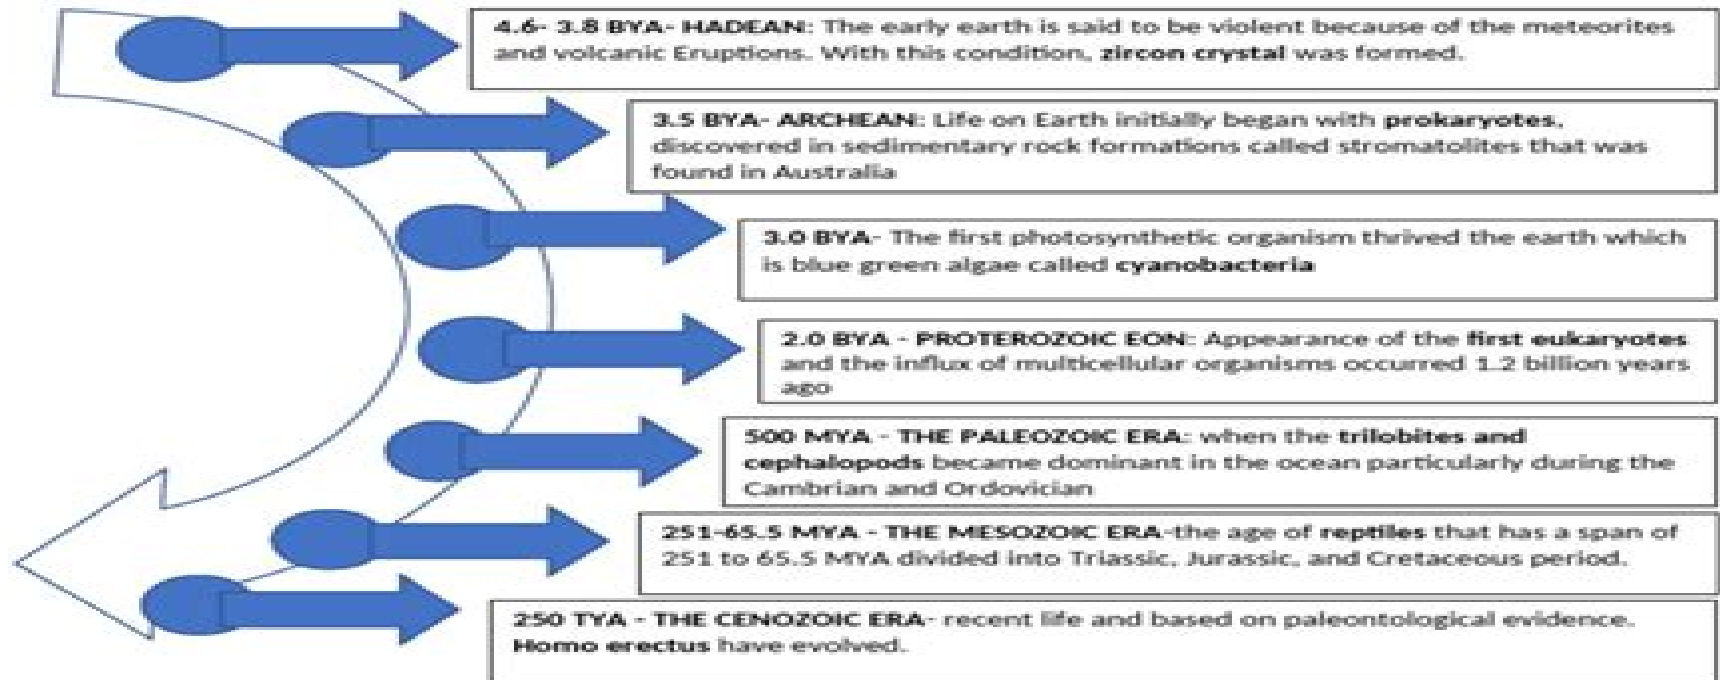 4.6- 3.8 BYA- HADEAN: The early earth is said to be violent because of the meteorites
and volcanic Eruptions. With this condition, zircon crystal was formed.
3.5 BYA- ARCHEAN: Life on Earth initially began with prokaryotes,
discovered in sedimentary rock formations called stromatolites that was
found in Australia
3.0 BYA- The first photosynthetic organism thrived the earth which
is blue green algae called cyanobacteria
2.0 BYA - PROTEROZOIC EON: Appearance of the first eukaryotes
and the influx of multicellular organisms occurred 1.2 billion years
ago
500 MYA - THE PALEOZOIC ERA: when the trilobites and
cephalopods became dominant in the ocean particularly during the
Cambrian and Ordovician
251-65.5 MYA - THE MESOZOIC ERA-the age of reptiles that has a span of
251 to 65.5 MYA divided into Triassic, Jurassic, and Cretaceous period.
250 TYA - THE CENOZOIC ERA- recent life and based on paleontological evidence.
Homo erectus have evolved.